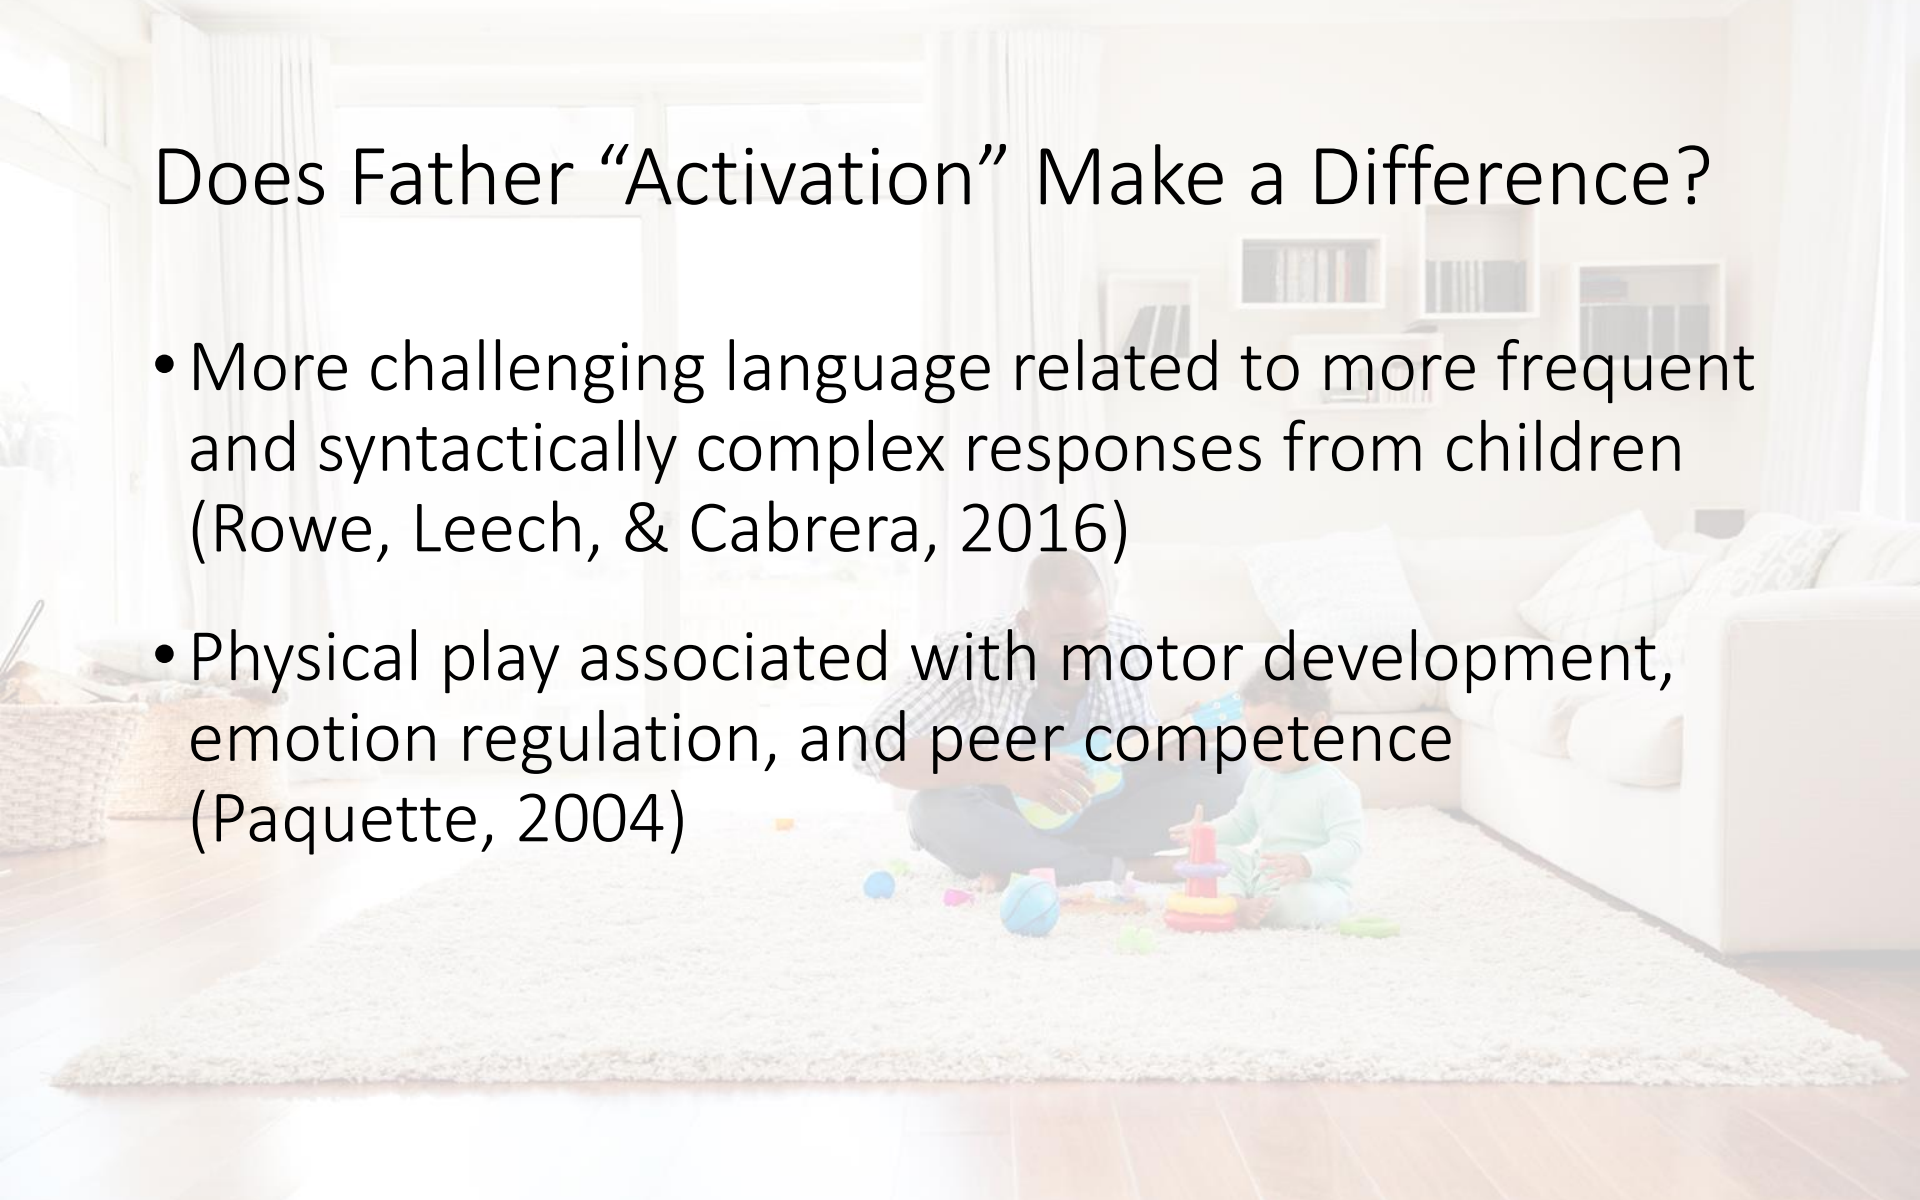 Does Father “Activation” Make a Difference?
• More challenging language related to more frequent
and syntactically complex responses from children
(Rowe, Leech, & Cabrera, 2016)
• Physical play associated with motor development,
emotion regulation, and peer competence
(Paquette, 2004)